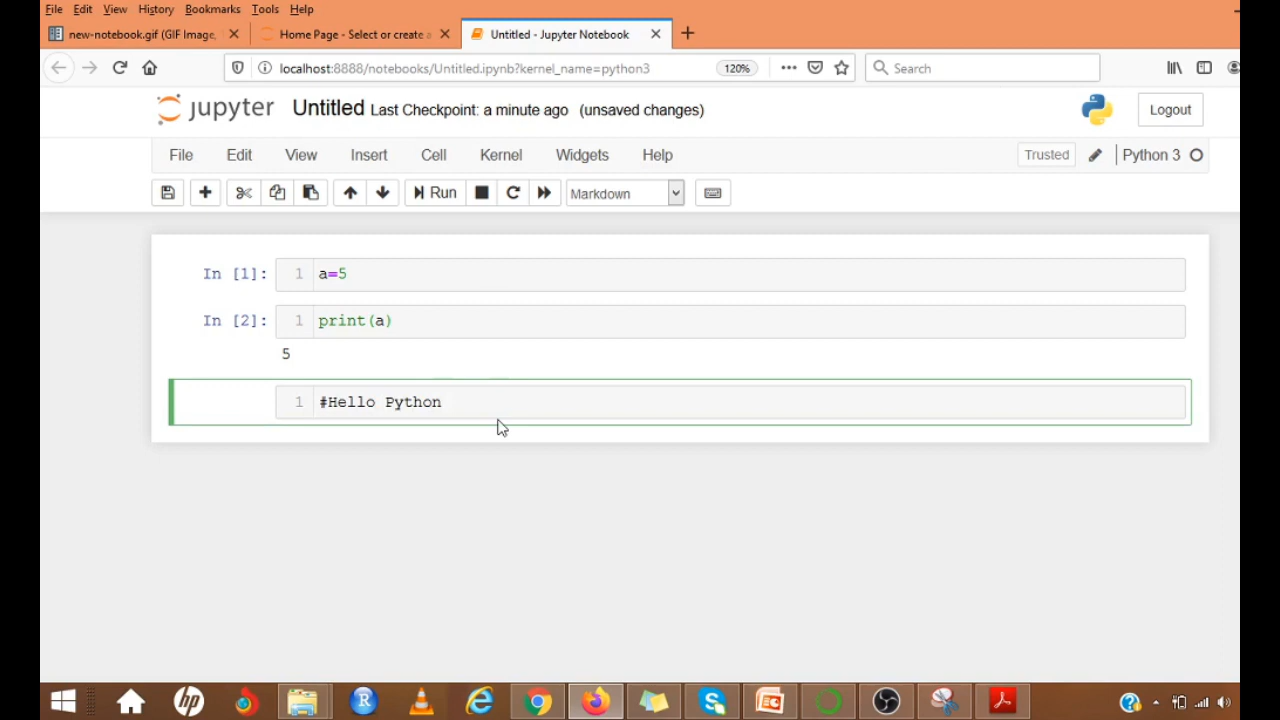 File Edit View History Bookmarks Tools Help
new-notebook.gif (GIF Image,
Home Page - Select or create a
Untitled - Jupyter Notebook
localhost:8888/notebooks/Untitled.ipynb?kernel_name=python3
120%
Search
jupyter Untitled Last Checkpoint: a minute ago (unsaved changes)
Logout
File Edit View Insert Cell Kernel Widgets Help
Trusted
Python 3
Run
Markdown
In [1]: 1 a=5
In [2]: 1 print(a)
5
1 #Hello Python
hp
R